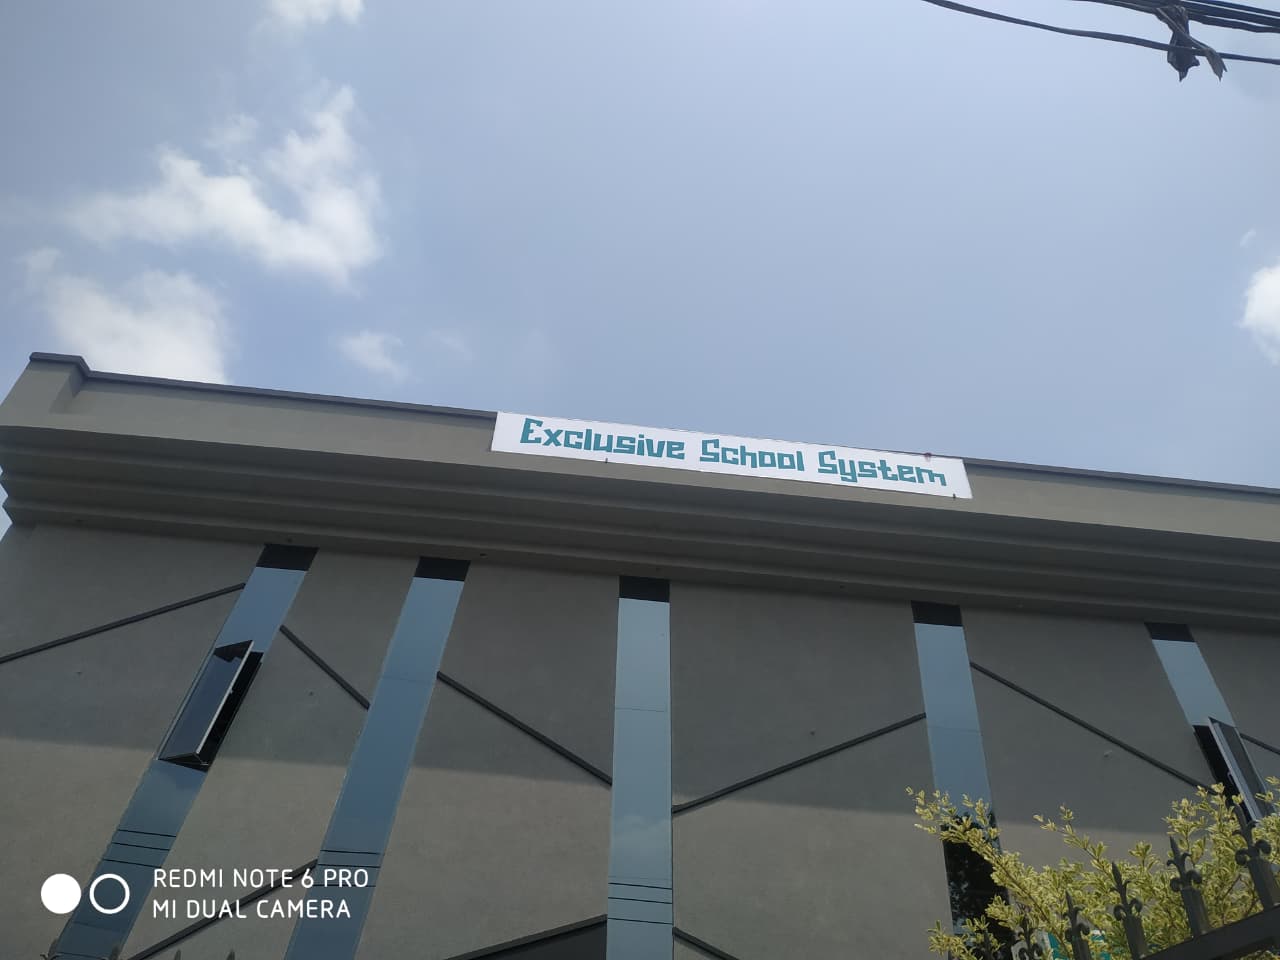 Exclusive School System
REDMI NOTE 6 PRO
MI DUAL CAMERA